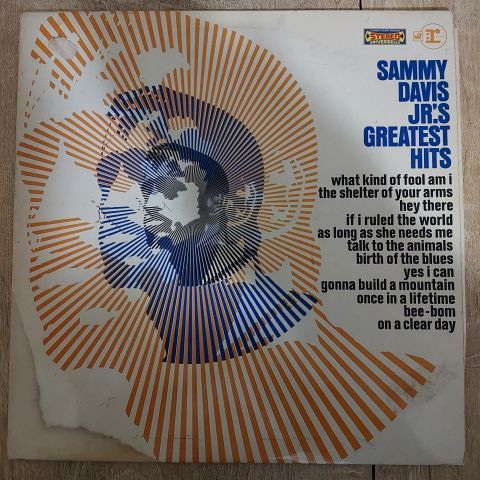 STEREO
UNIVERSELLE
r
SAMMY
DAVIS
JR'S
GREATEST
HITS
what kind of fool am i
the shelter of your arms
hey there
if i ruled the world
as long as she needs me
talk to the animals
birth of the blues
yes i can
gonna build a mountain
once in a lifetime
bee-bom
on a clear day